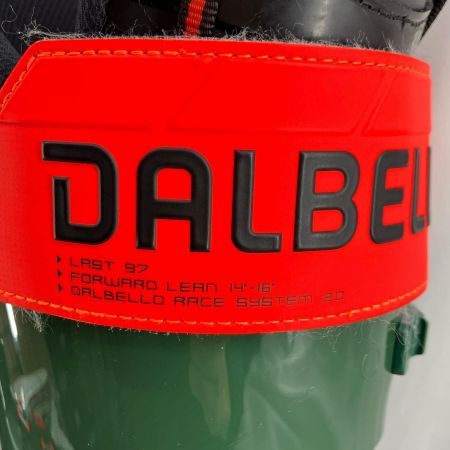 DALBELL
LAST 97
FORWARD LEAN 14°-16°
DALBELLO RACE SYSTEM 2.0